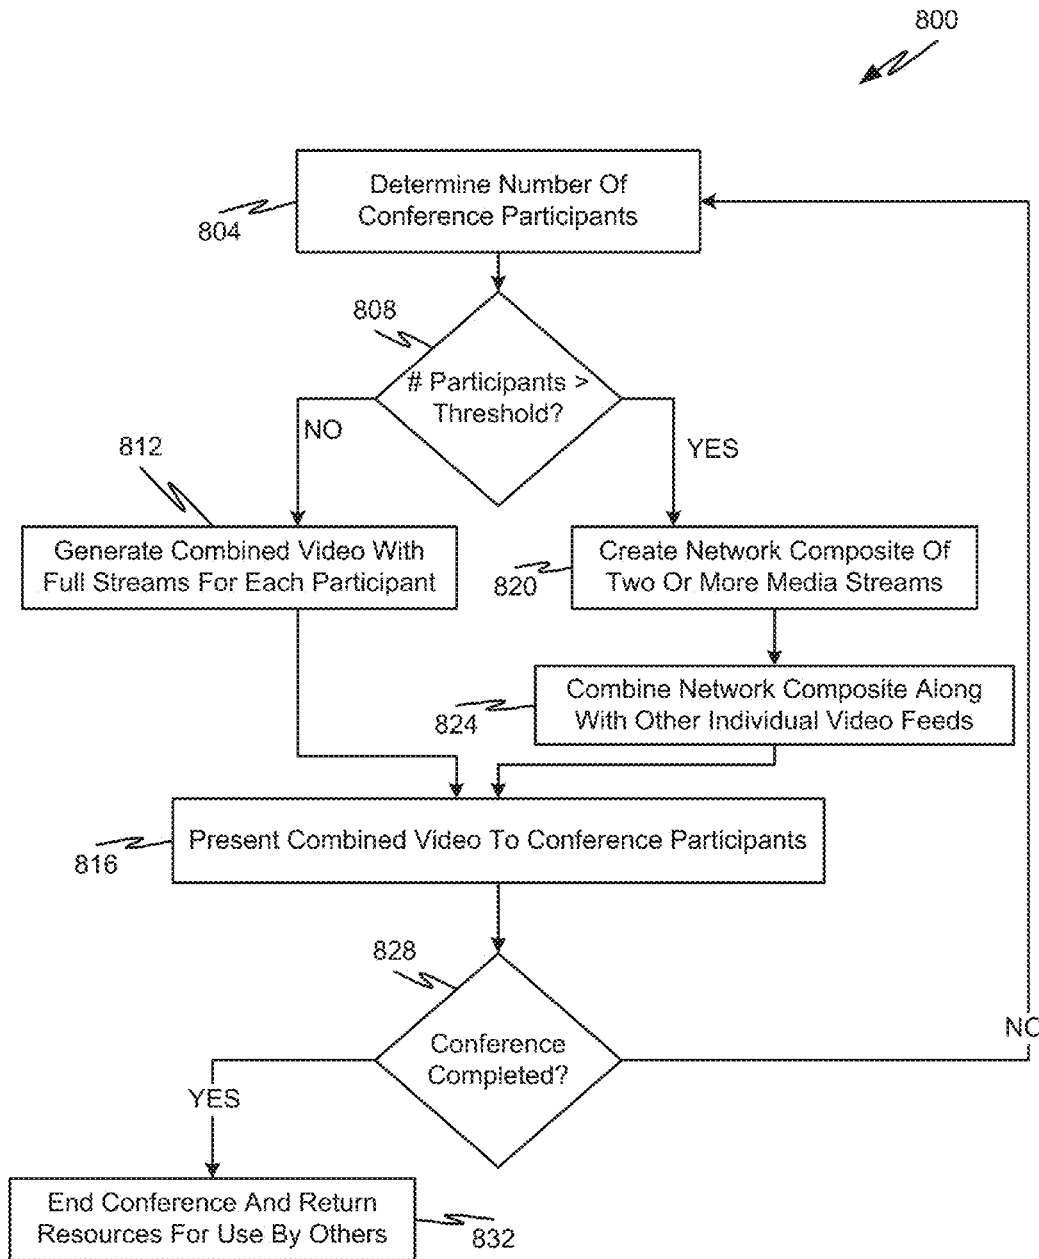 800
Determine Number Of
Conference Participants
804
808
# Participants >
Threshold?
NO
YES
812
Generate Combined Video With
Full Streams For Each Participant
Create Network Composite Of
Two Or More Media Streams
820
Combine Network Composite Along
With Other Individual Video Feeds
824
Present Combined Video To Conference Participants
816
828
Conference
Completed?
NO
YES
End Conference And Return
Resources For Use By Others
832